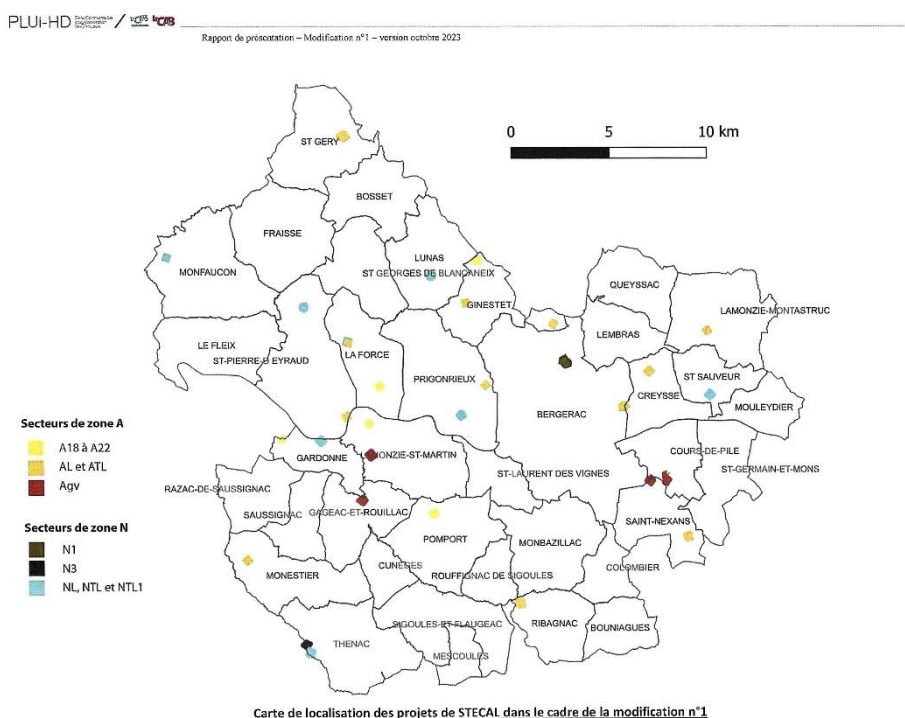 PLUi-HD
Rapport de présentation – Modification n°1 – version octobre 2023
0 5 10 km
ST GERY
BOSSET
FRAISSE
LUNAS
MONFAUCON
ST GEORGES DE BLANCANEIX
QUEYSSAC
GINESTET
LAMONZIE-MONTASTRUC
LEMBRAS
LE FLEIX
LA FORCE
ST-PIERRE-D EYRAUD
PRIGONRIEUX
ST SAUVEUR
CREYSSE
MOULEYDIER
BERGERAC
Secteurs de zone A
A18 à A22
AL et ATL
Agv
GARDONNE
MONZIE-ST-MARTIN
COURS-DE-PILE
ST-LAURENT DES VIGNES
ST-GERMAIN-ET-MONS
RAZAC-DE-SAUSSIGNAC
SAUSSIGNAC
GAGEAC-ET-ROUILLAC
SAINT-NEXANS
Secteurs de zone N
N1
N3
NL, NTL et NTL1
POMPORT
MONBAZILLAC
CUNEGES
MONESTIER
ROUFFIGNAC DE SIGOULES
COLOMBIER
SIGOULES-ET-FLAUGEAC
RIBAGNAC
BOUNIAGUES
THENAC
MESCOULES
Carte de localisation des projets de STECAL dans le cadre de la modification n°1